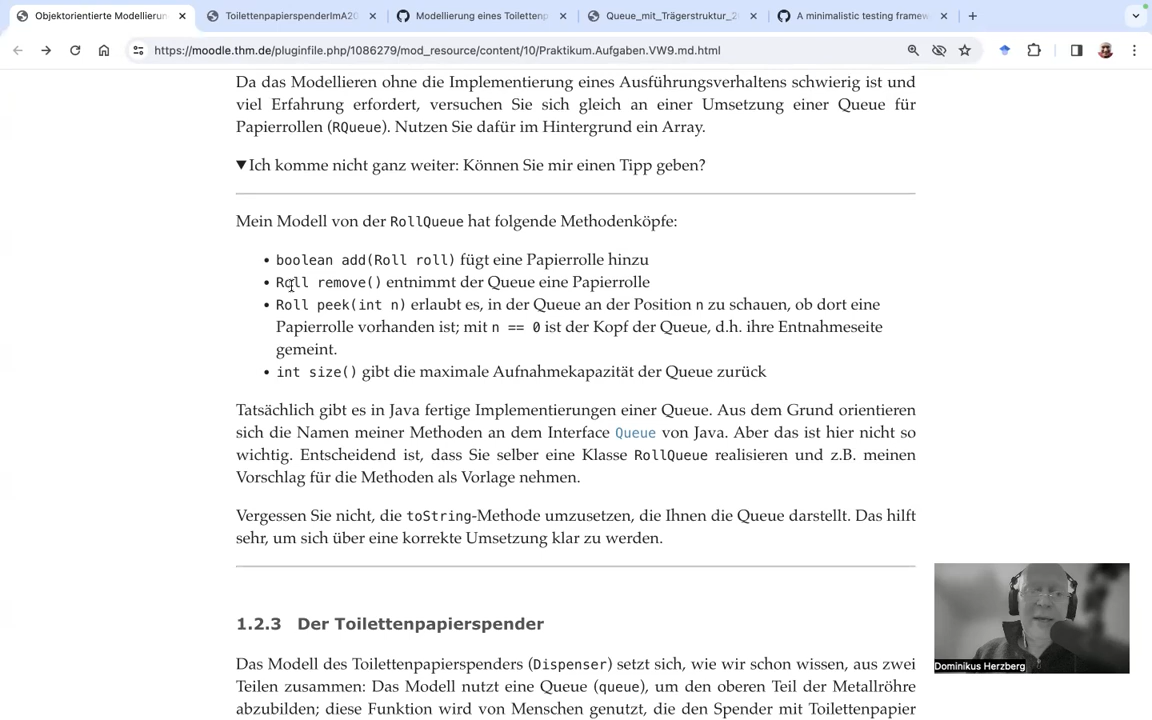 Objektorientierte Modellierun
ToilettenpapierspenderImA20
Modellierung eines Toilettenp
Queue_mit_Trägerstruktur_2
A minimalistic testing framew
https://moodle.thm.de/pluginfile.php/1086279/mod_resource/content/10/Praktikum.Aufgaben.VW9.md.html
Da das Modellieren ohne die Implementierung eines Ausführungsverhaltens schwierig ist und
viel Erfahrung erfordert, versuchen Sie sich gleich an einer Umsetzung einer Queue für
Papierrollen (RQueue). Nutzen Sie dafür im Hintergrund ein Array.
▼Ich komme nicht ganz weiter: Können Sie mir einen Tipp geben?
Mein Modell von der RollQueue hat folgende Methodenköpfe:
• boolean add(Roll roll) fügt eine Papierrolle hinzu
• Roll remove() entnimmt der Queue eine Papierrolle
• Roll peek(int n) erlaubt es, in der Queue an der Position n zu schauen, ob dort eine
Papierrolle vorhanden ist; mit n == 0 ist der Kopf der Queue, d.h. ihre Entnahmeseite
gemeint.
• int size() gibt die maximale Aufnahmekapazität der Queue zurück
Tatsächlich gibt es in Java fertige Implementierungen einer Queue. Aus dem Grund orientieren
sich die Namen meiner Methoden an dem Interface Queue von Java. Aber das ist hier nicht so
wichtig. Entscheidend ist, dass Sie selber eine Klasse RollQueue realisieren und z.B. meinen
Vorschlag für die Methoden als Vorlage nehmen.
Vergessen Sie nicht, die toString-Methode umzusetzen, die Ihnen die Queue darstellt. Das hilft
sehr, um sich über eine korrekte Umsetzung klar zu werden.
1.2.3 Der Toilettenpapierspender
Das Modell des Toilettenpapierspenders (Dispenser) setzt sich, wie wir schon wissen, aus zwei
Teilen zusammen: Das Modell nutzt eine Queue (queue), um den oberen Teil der Metallröhre
abzubilden; diese Funktion wird von Menschen genutzt, die den Spender mit Toilettenpapier
Dominikus Herzberg